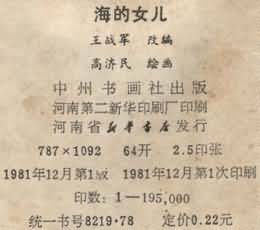 海的女儿
王战军 改编
高济民 绘画
中州书画社出版
河南第二新华印刷厂印刷
河南省新华书店发行
787×1092 64开 2.5印张
1981年12月第1版 1981年12月第1次印刷
印数：1—195,000
统一书号8219·78 定价0.22元